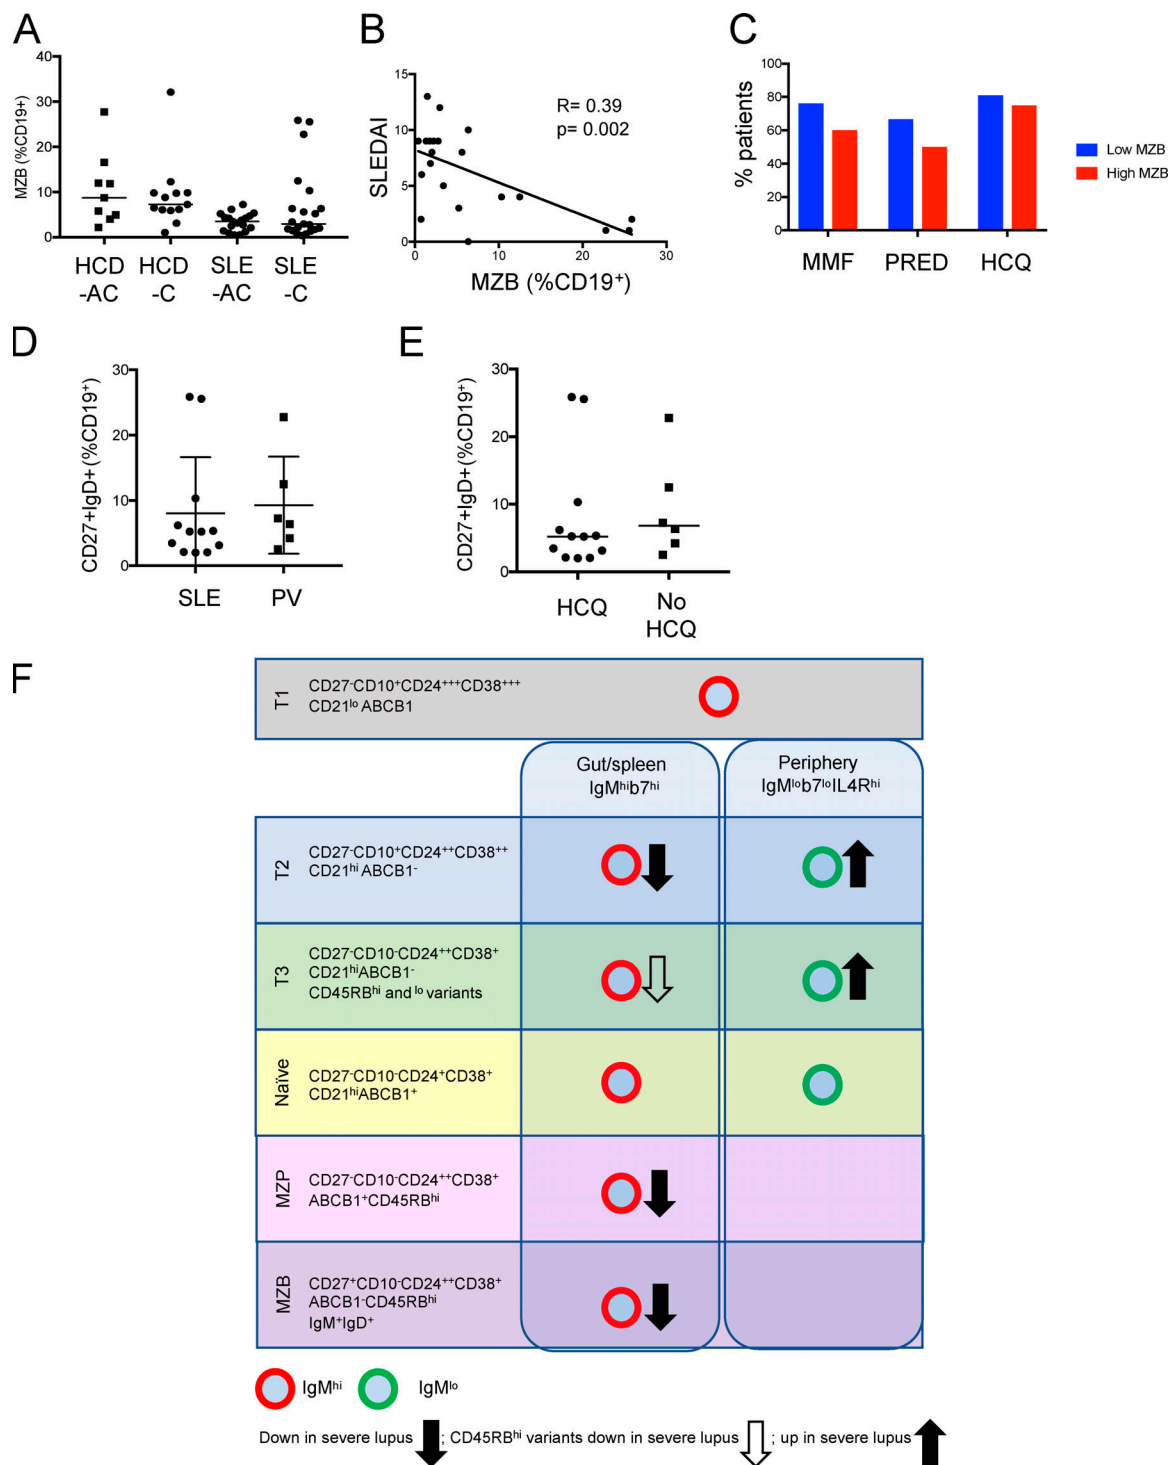 A
MZB (%CD19+)
40
30
20
10
0
HCD
-AC
HCD
-C
SLE
-AC
SLE
-C
B
SLEDAI
15
10
5
0
R= 0.39
p= 0.002
0
10
20
30
MZB (%CD19⁺)
C
% patients
100
80
60
40
20
0
MMF
PRED
HCQ
Low MZB
High MZB
D
CD27+IgD+ (%CD19⁺)
30
20
10
0
SLE
PV
E
CD27+IgD+ (%CD19⁺)
30
20
10
0
HCQ
No
HCQ
F
T1
CD27⁻CD10⁺CD24⁺⁺⁺CD38⁺⁺⁺
CD21ˡᵒ ABCB1
Gut/spleen
IgMʰⁱb7ʰⁱ
Periphery
IgMˡᵒb7ˡᵒIL4Rʰⁱ
T2
CD27⁻CD10⁺CD24⁺⁺CD38⁺⁺
CD21ʰⁱ ABCB1⁻
T3
CD27⁻CD10⁻CD24⁺⁺CD38⁺
CD21ʰⁱABCB1⁻
CD45RBʰⁱ and ˡᵒ variants
Naïve
CD27⁻CD10⁻CD24⁺CD38⁺
CD21ʰⁱABCB1⁺
MZP
CD27⁻CD10⁻CD24⁺⁺CD38⁺
ABCB1⁺CD45RBʰⁱ
MZB
CD27⁺CD10⁻CD24⁺⁺CD38⁺
ABCB1⁻CD45RBʰⁱ
IgM⁺IgD⁺
IgMʰⁱ
IgMˡᵒ
Down in severe lupus ; CD45RBʰⁱ variants down in severe lupus ; up in severe lupus